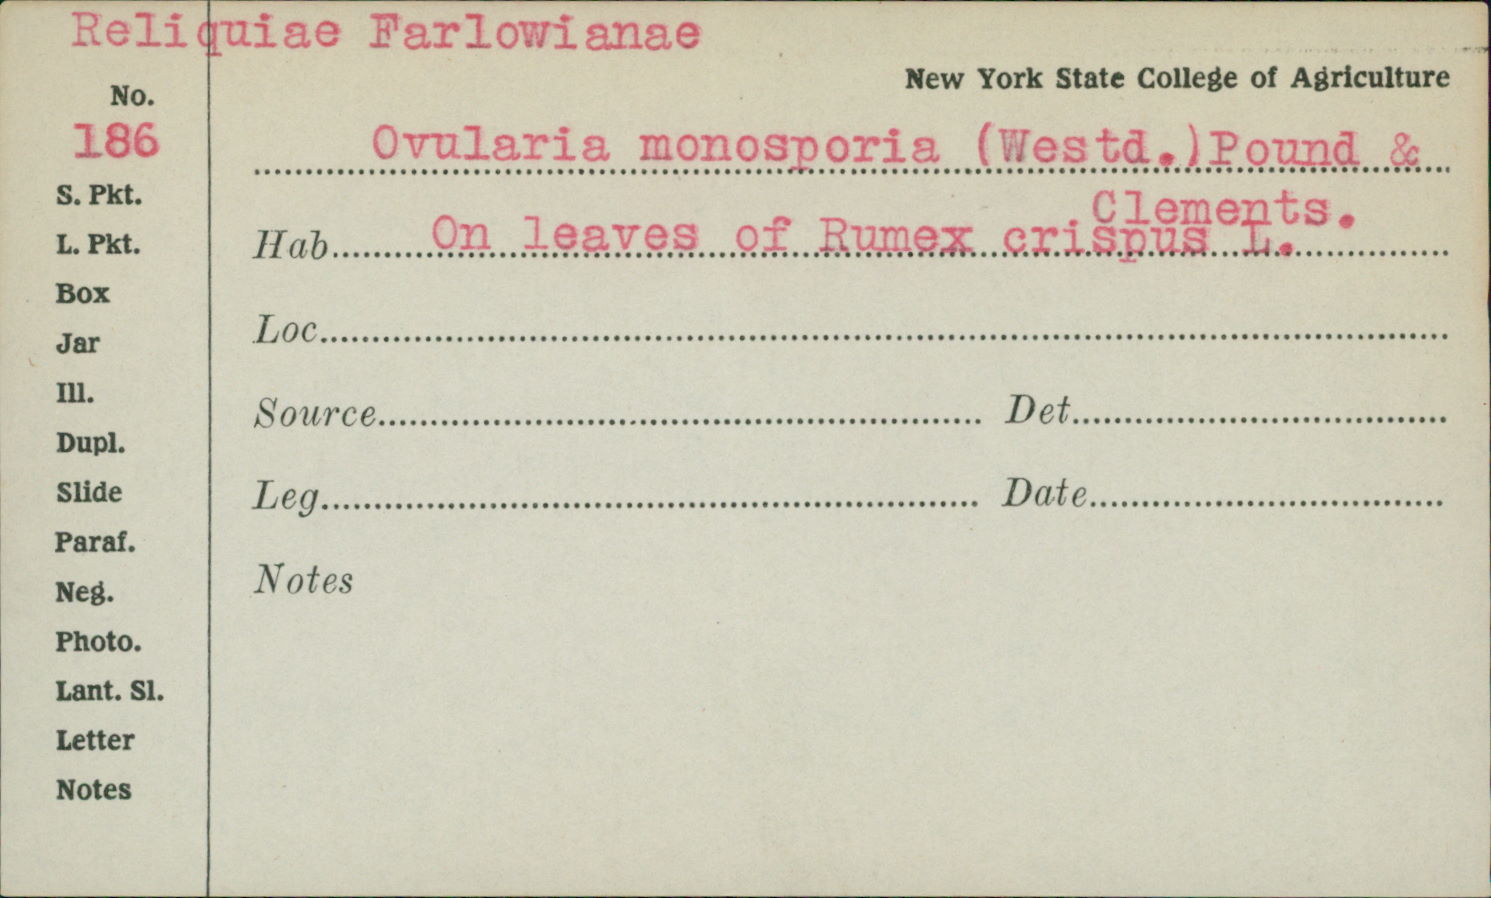 Reliquiae Farlowianae
New York State College of Agriculture
No.
186
Ovularia monosporia (Westd.)Pound &
Clements.
S. Pkt.
L. Pkt.
Box
Jar
Ill.
Dupl.
Slide
Paraf.
Neg.
Photo.
Lant. Sl.
Letter
Notes
Hab. On leaves of Rumex crispus L.
Loc.
Source Det.
Leg. Date
Notes